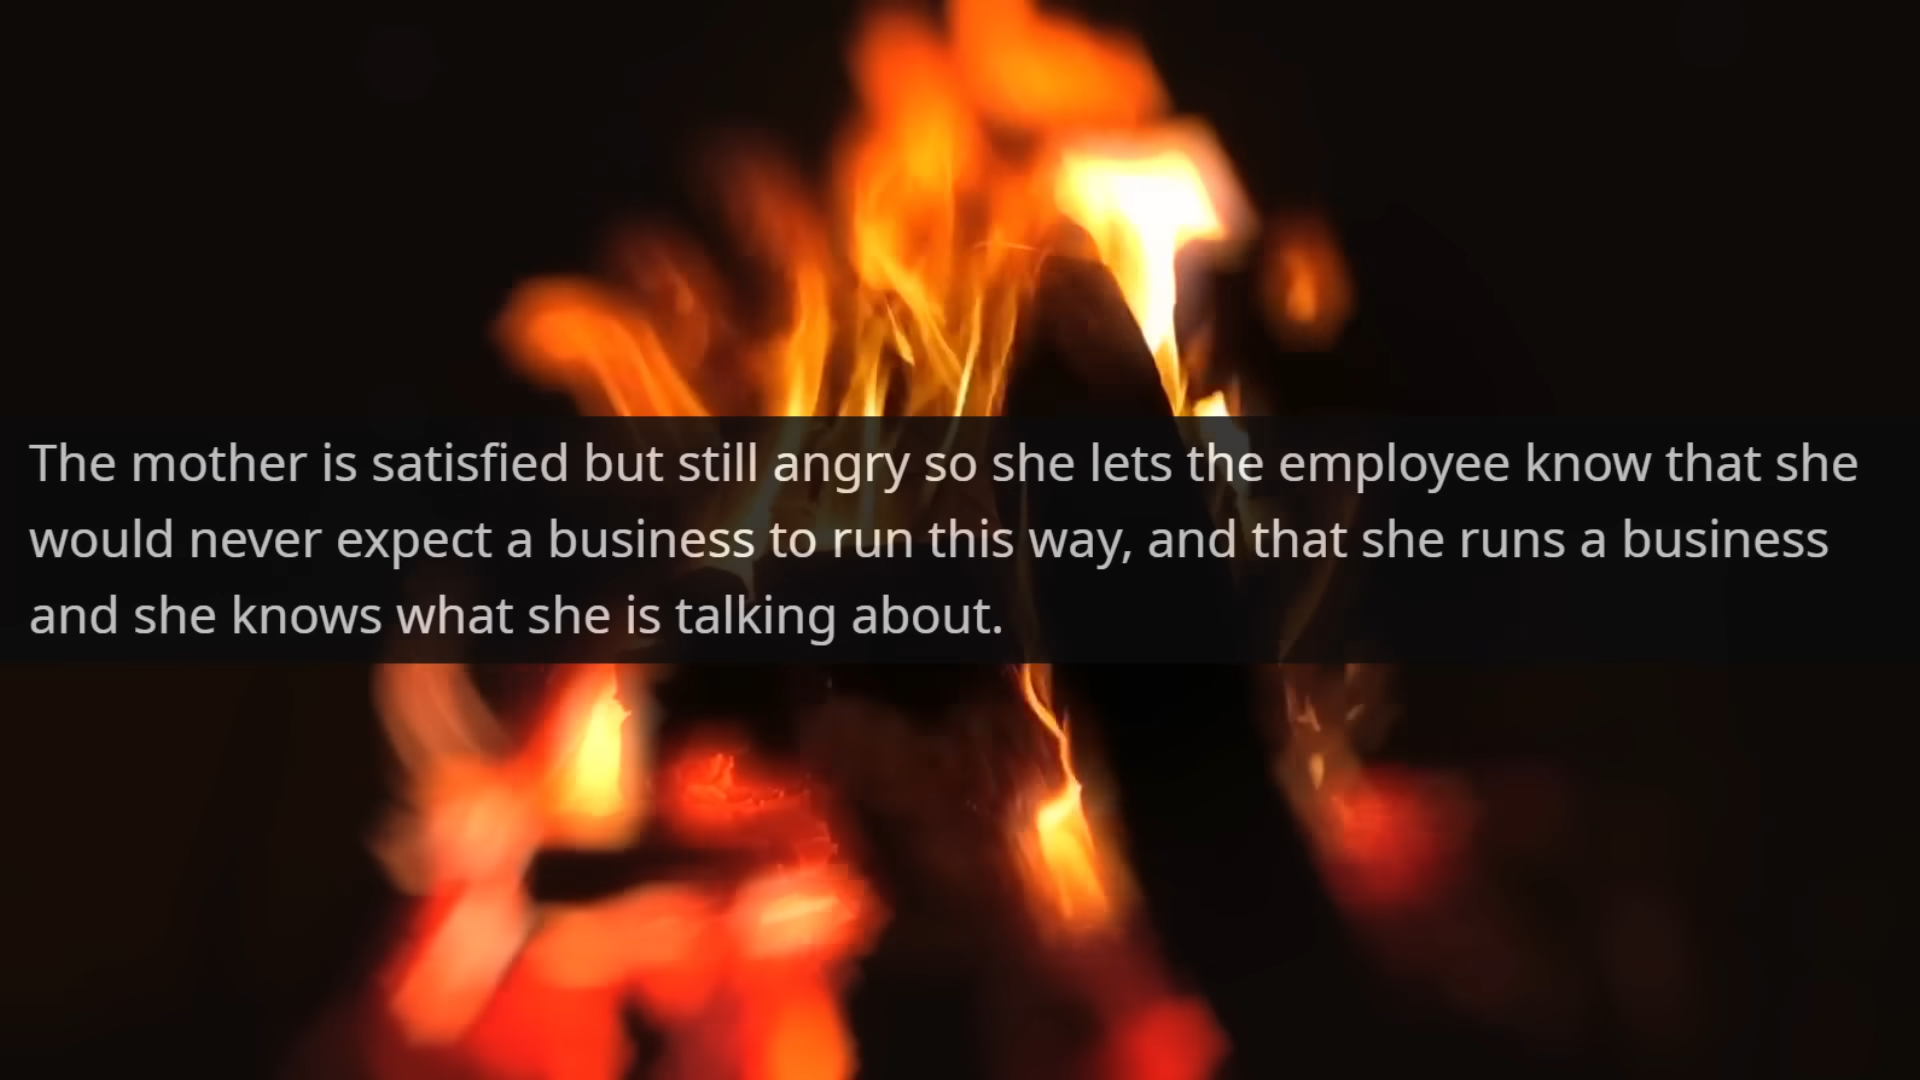 The mother is satisfied but still angry so she lets the employee know that she
would never expect a business to run this way, and that she runs a business
and she knows what she is talking about.